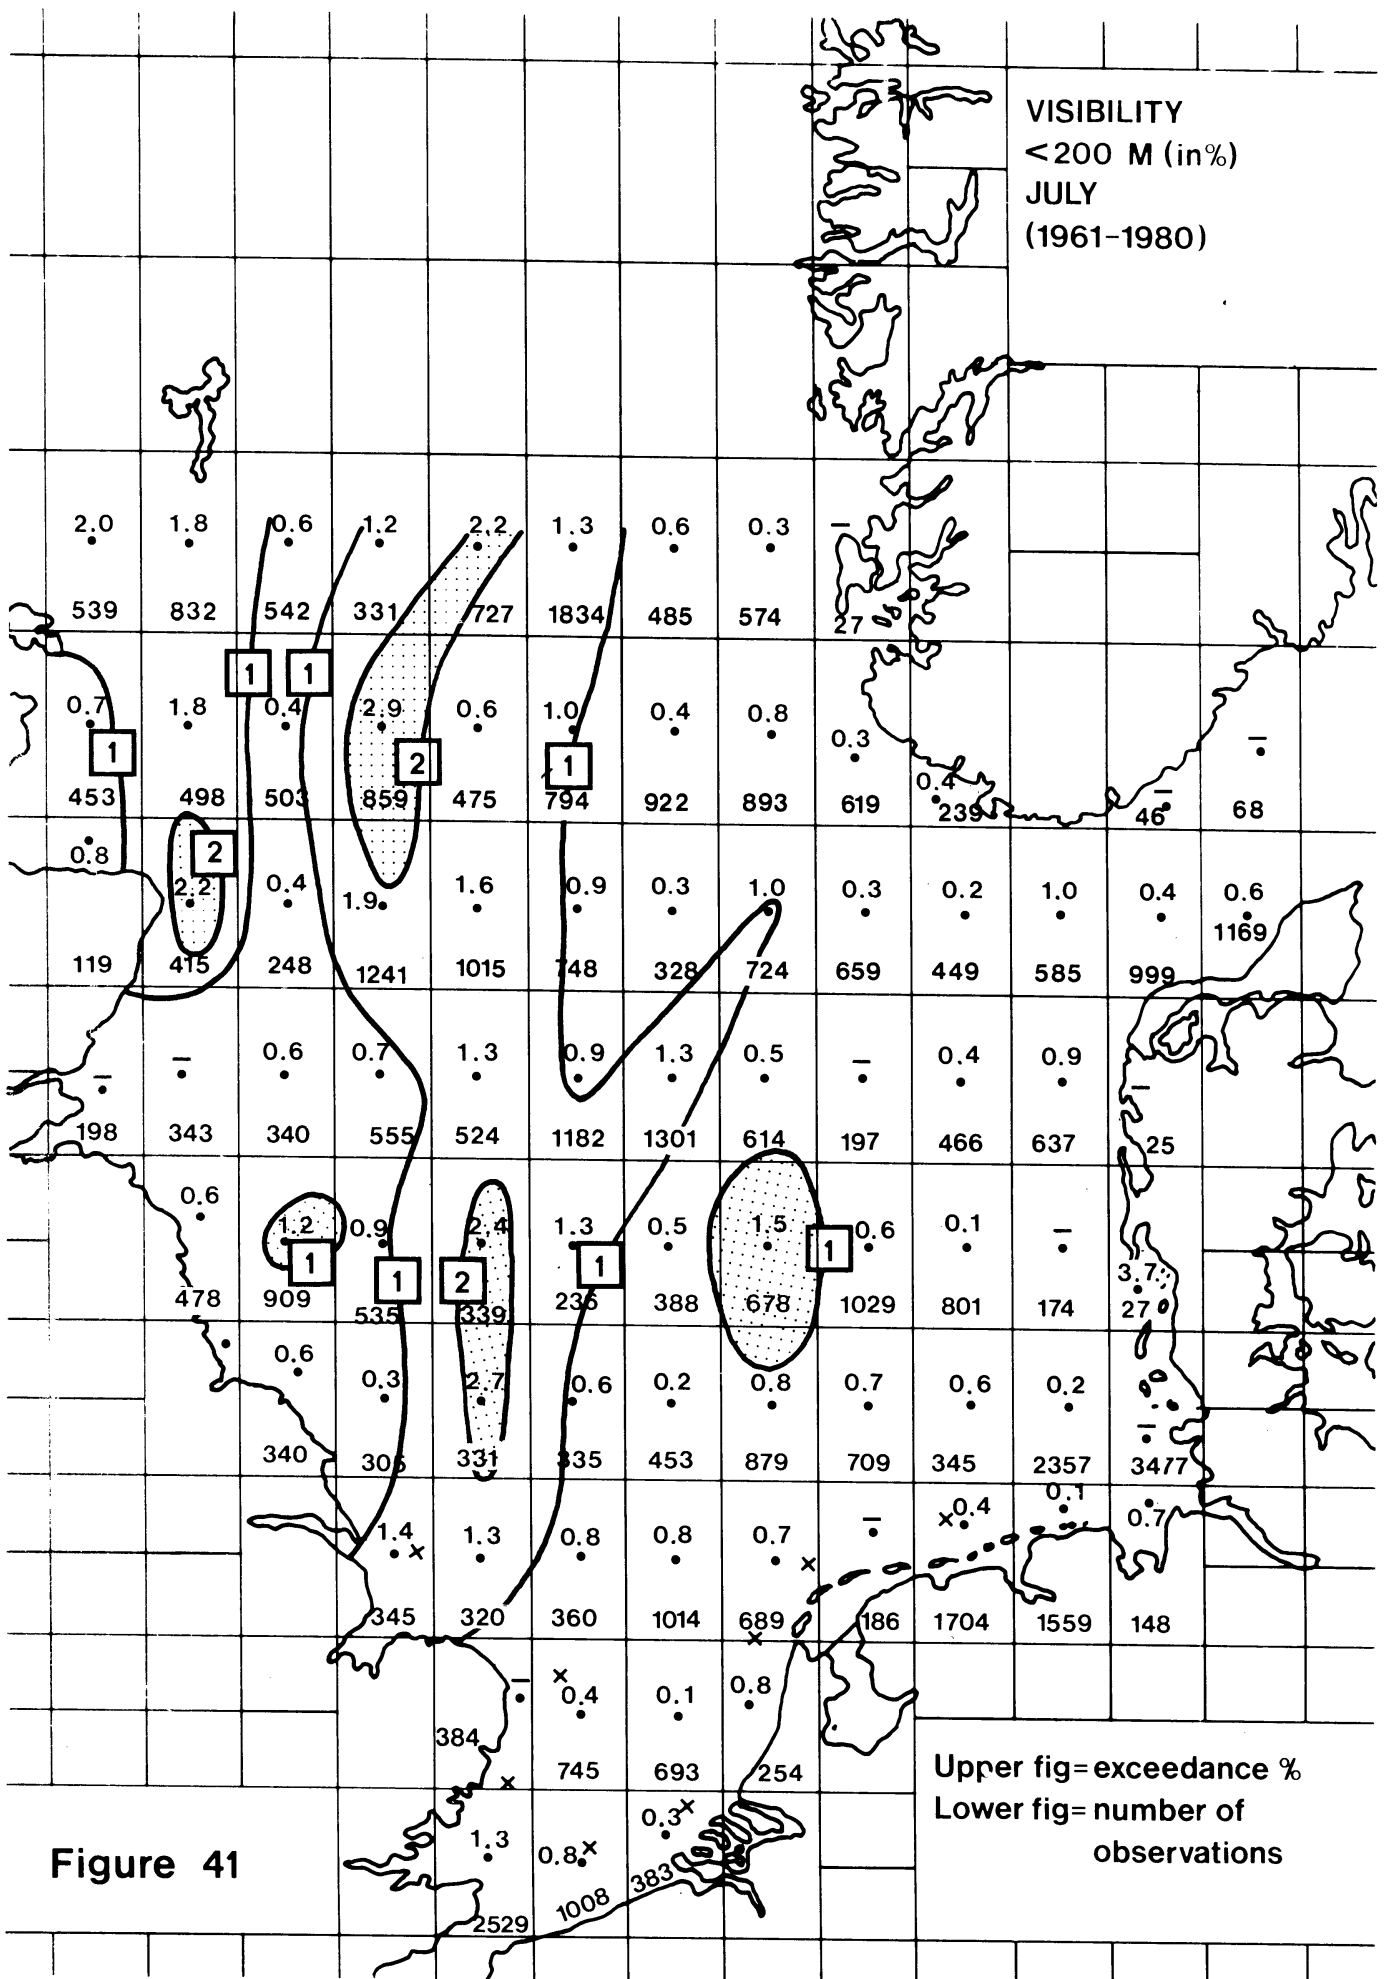 VISIBILITY
<200 M (in%)
JULY
(1961-1980)
2.0 1.8 0.6 1.2 2.2 1.3 0.6 0.3 –
539 832 542 331 727 1834 485 574 27
1 1
0.7 1.8 0.4 2.9 0.6 1.0 0.4 0.8 0.3 –
1 2 1
453 498 503 859 475 794 922 893 619 0.4 239 – 46 68
2
0.8 2.2 0.4 1.9 1.6 0.9 0.3 1.0 0.3 0.2 1.0 0.4 0.6
119 415 248 1241 1015 748 328 724 659 449 585 999 1169
– – 0.6 0.7 1.3 0.9 1.3 0.5 – 0.4 0.9 –
198 343 340 555 524 1182 1301 614 197 466 637 25
0.6 1.2 0.9 2.4 1.3 0.5 1.5 0.6 0.1 – 3.7
1 1 2 1 1
478 909 535 339 236 388 678 1029 801 174 27
0.6 0.3 2.7 0.6 0.2 0.8 0.7 0.6 0.2 –
340 306 331 335 453 879 709 345 2357 3477
1.4 × 1.3 0.8 0.8 0.7 × – × 0.4 0.1 0.7
345 320 360 1014 689 186 1704 1559 148
×
– × 0.4 0.1 0.8
384 745 693 254
×
1.3 0.8 × 0.3 ×
2529 1008 383
Upper fig= exceedance %
Lower fig= number of
observations
Figure 41